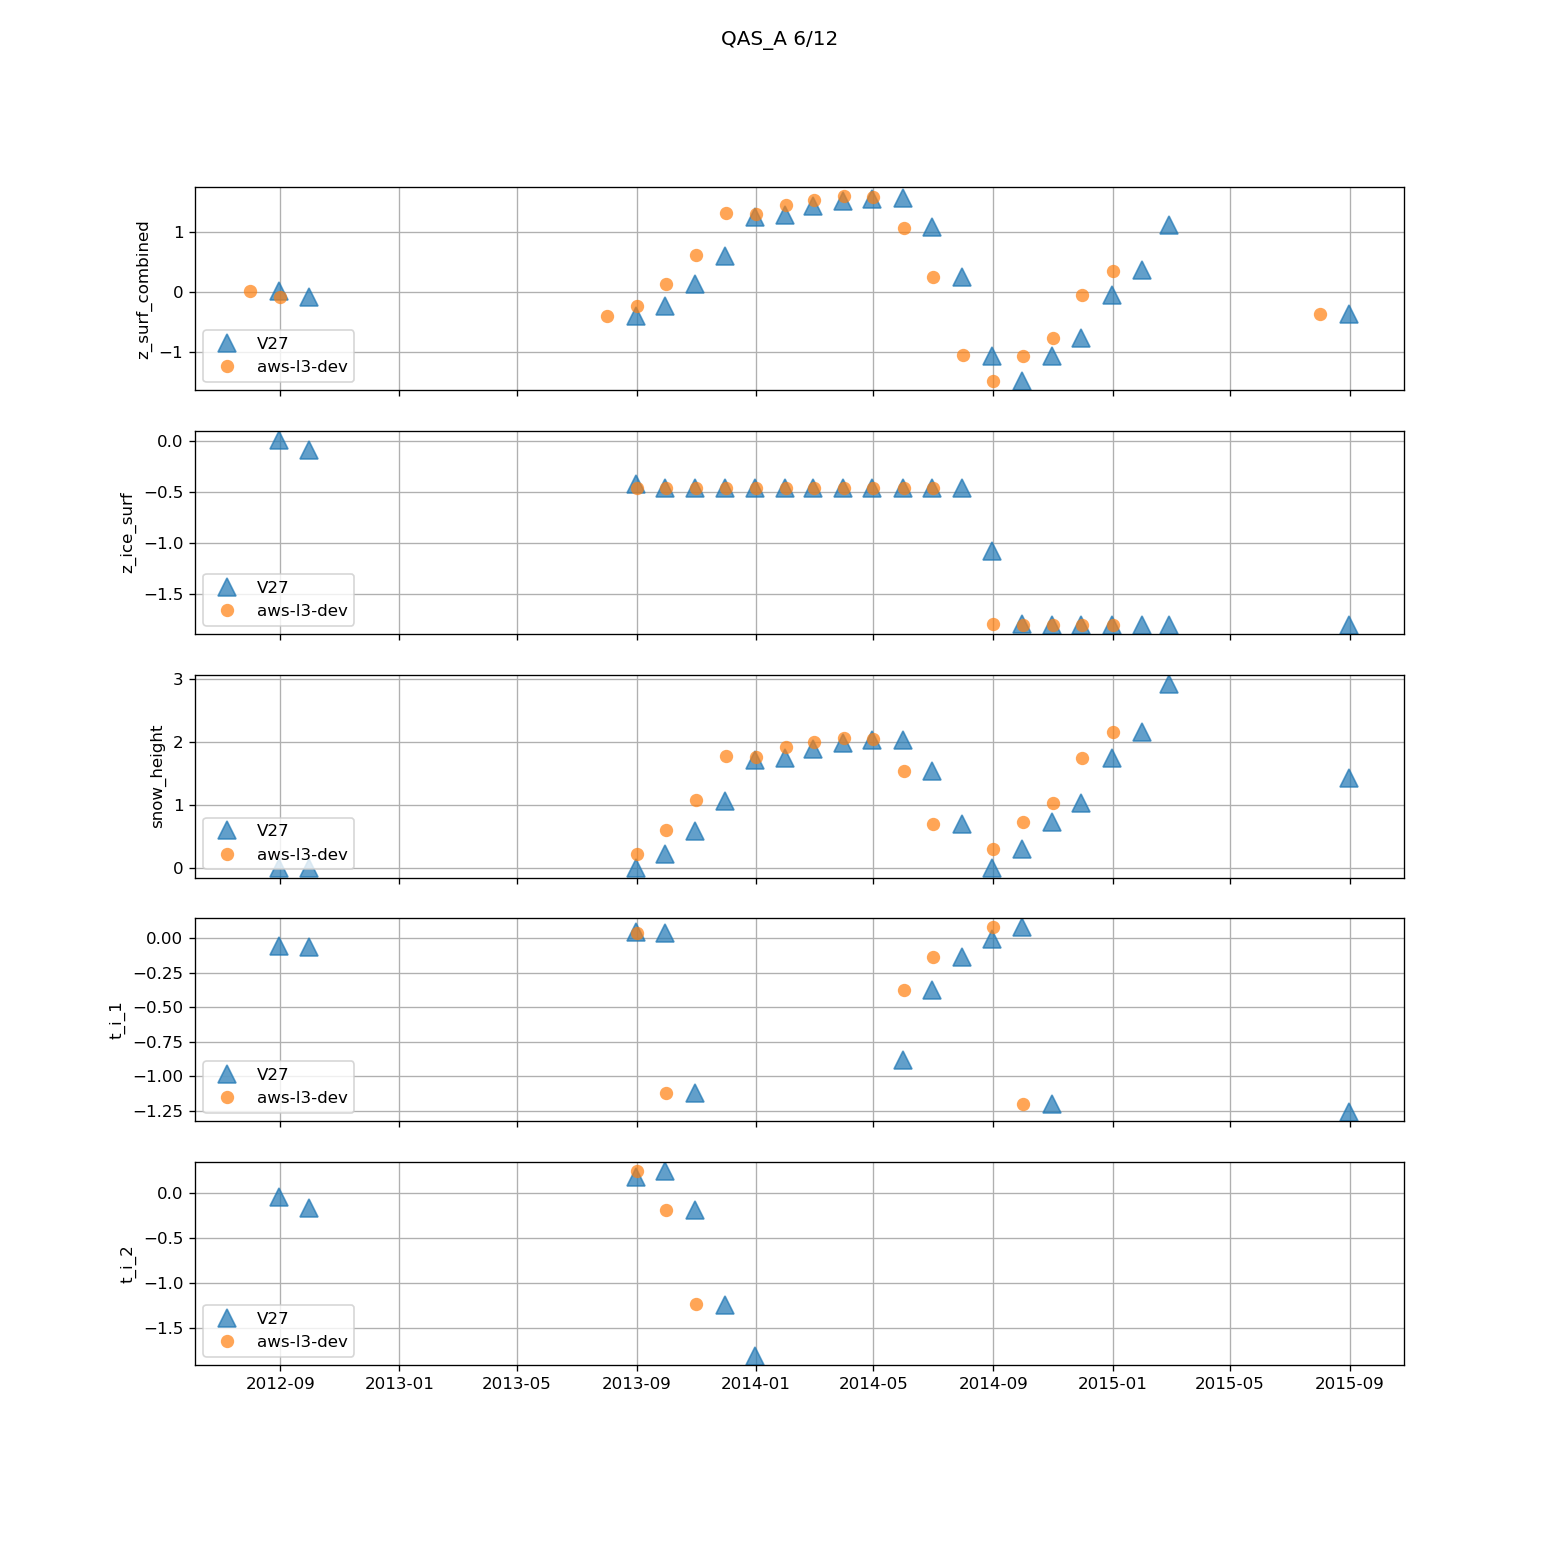 QAS_A 6/12
z_surf_combined
1
0
−1
V27
aws-l3-dev
z_ice_surf
0.0
−0.5
−1.0
−1.5
V27
aws-l3-dev
snow_height
3
2
1
0
V27
aws-l3-dev
t_i_1
0.00
−0.25
−0.50
−0.75
−1.00
−1.25
V27
aws-l3-dev
t_i_2
0.0
−0.5
−1.0
−1.5
V27
aws-l3-dev
2012-09 2013-01 2013-05 2013-09 2014-01 2014-05 2014-09 2015-01 2015-05 2015-09